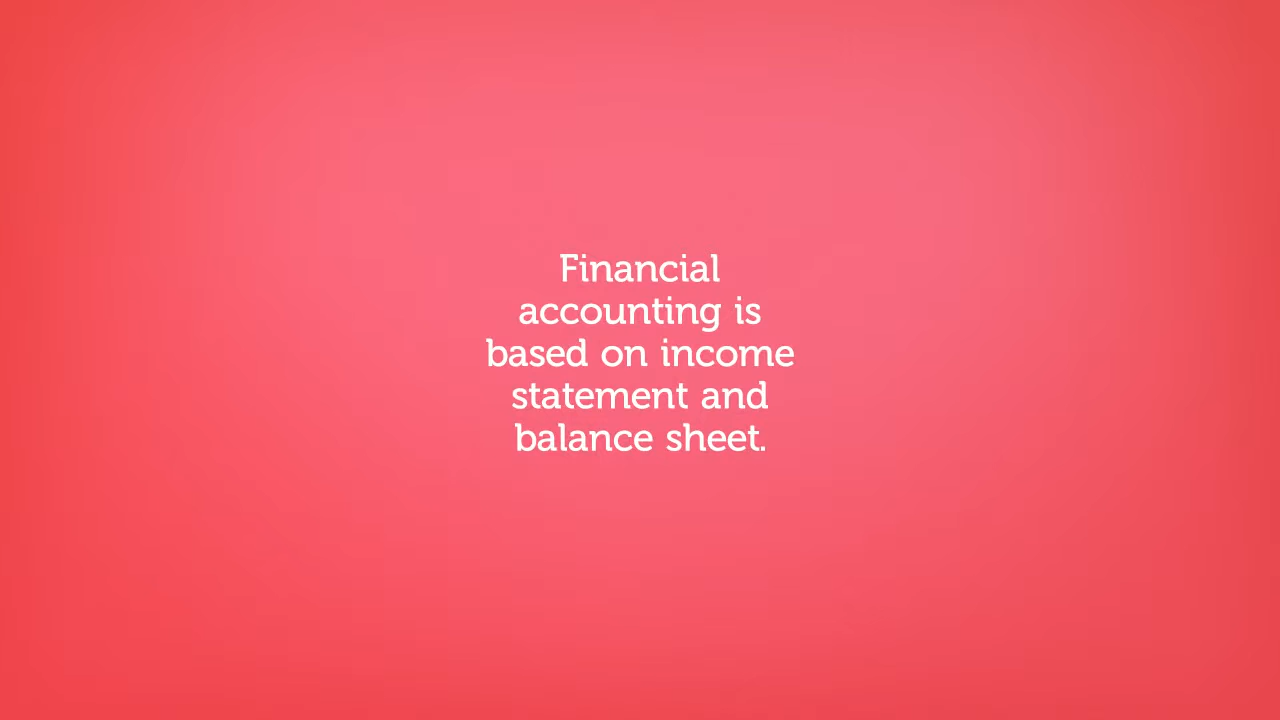 Financial
accounting is
based on income
statement and
balance sheet.